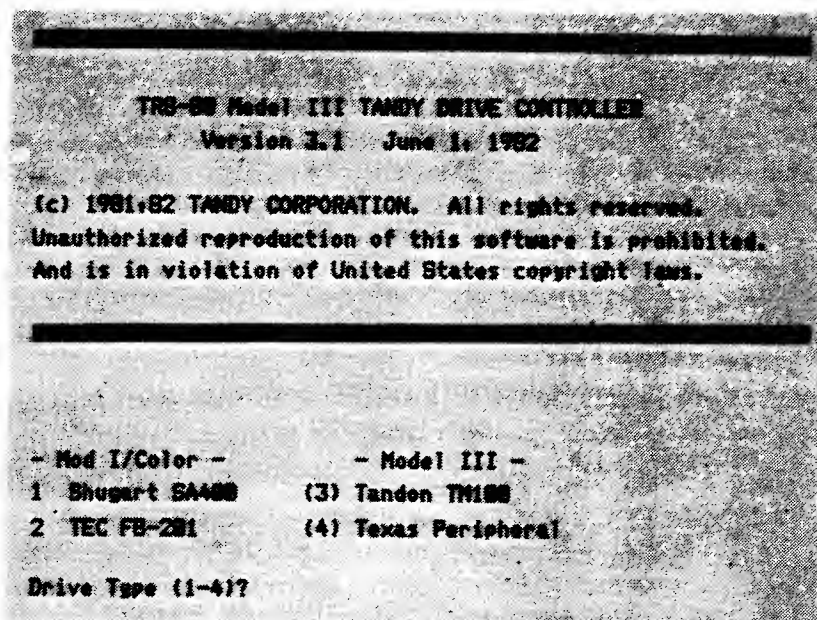 TRS-80 Model III TANDY DRIVE CONTROLLER
Version 3.1 June 1, 1982
(c) 1981,82 TANDY CORPORATION. All rights reserved.
Unauthorized reproduction of this software is prohibited.
And is in violation of United States copyright laws.
- Mod I/Color - - Model III -
1 Shugart SA400 (3) Tandon TM100
2 TEC FB-201 (4) Texas Peripheral
Drive Type (1-4)?